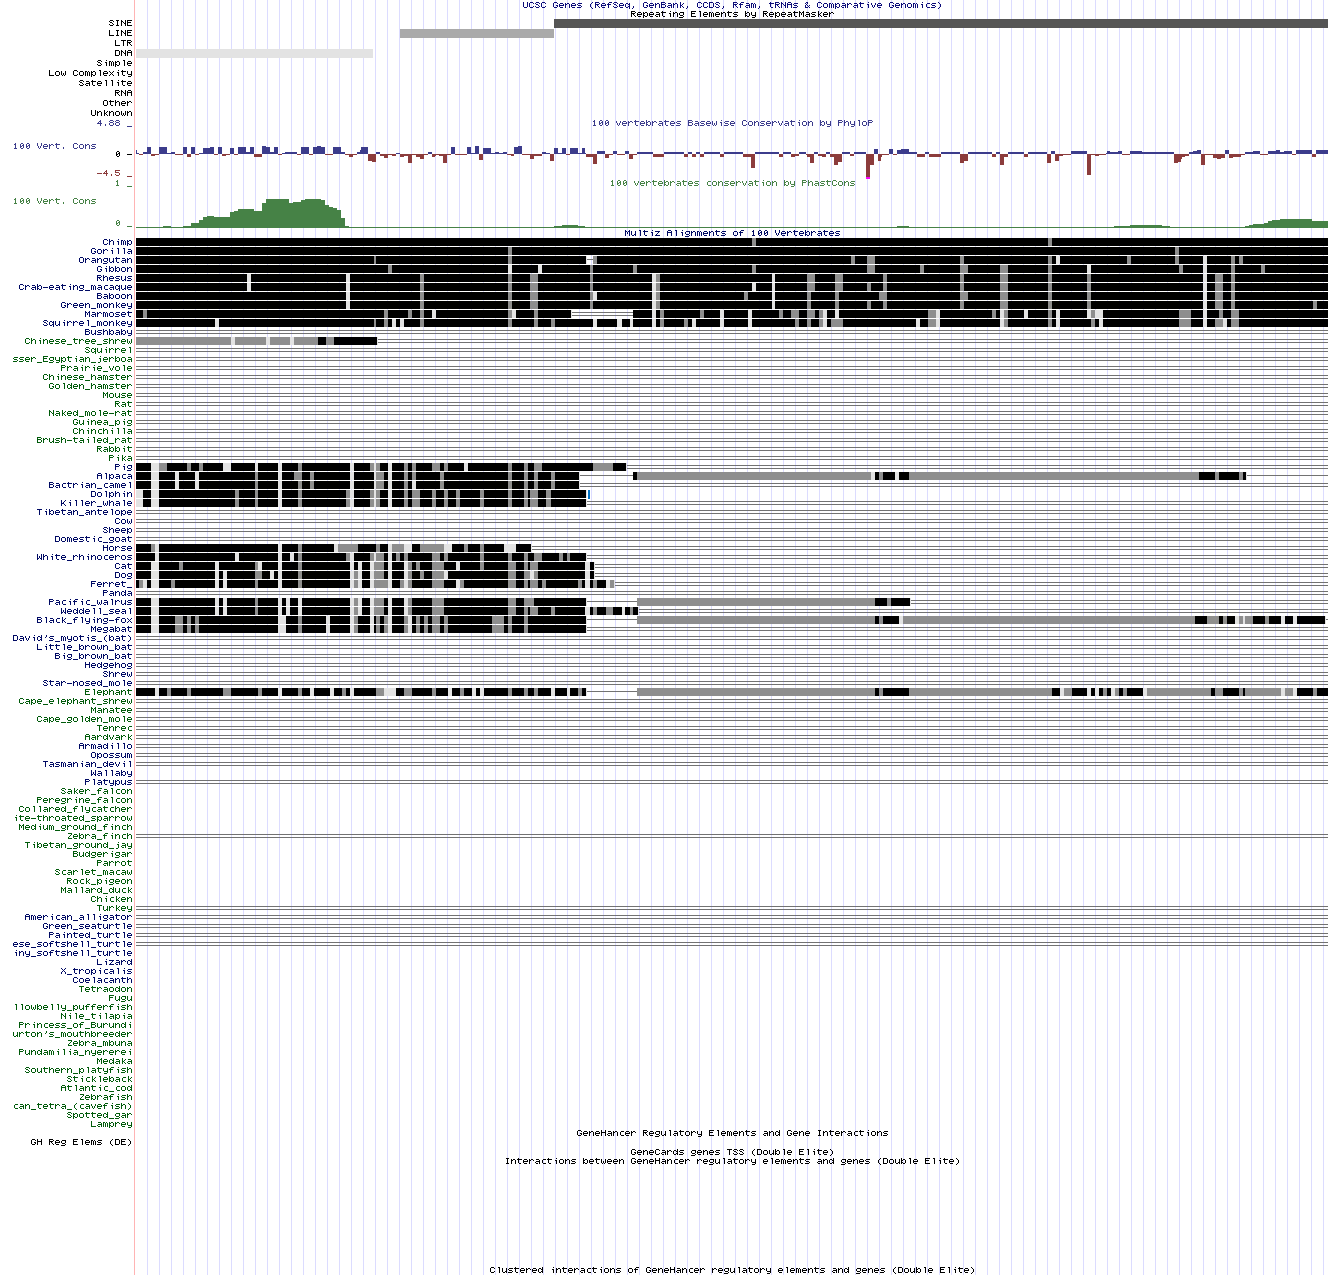 UCSC Genes (RefSeq, GenBank, CCDS, Rfam, tRNAs & Comparative Genomics)
Repeating Elements by RepeatMasker
SINE
LINE
LTR
DNA
Simple
Low Complexity
Satellite
RNA
Other
Unknown
4.88 _
100 vertebrates Basewise Conservation by PhyloP
100 Vert. Cons
0 _
-4.5 _
1 _
100 vertebrates conservation by PhastCons
100 Vert. Cons
0 _
Multiz Alignments of 100 Vertebrates
Chimp
Gorilla
Orangutan
Gibbon
Rhesus
Crab-eating_macaque
Baboon
Green_monkey
Marmoset
Squirrel_monkey
Bushbaby
Chinese_tree_shrew
Squirrel
sser_Egyptian_jerboa
Prairie_vole
Chinese_hamster
Golden_hamster
Mouse
Rat
Naked_mole-rat
Guinea_pig
Chinchilla
Brush-tailed_rat
Rabbit
Pika
Pig
Alpaca
Bactrian_camel
Dolphin
Killer_whale
Tibetan_antelope
Cow
Sheep
Domestic_goat
Horse
White_rhinoceros
Cat
Dog
Ferret_
Panda
Pacific_walrus
Weddell_seal
Black_flying-fox
Megabat
David's_myotis_(bat)
Little_brown_bat
Big_brown_bat
Hedgehog
Shrew
Star-nosed_mole
Elephant
Cape_elephant_shrew
Manatee
Cape_golden_mole
Tenrec
Aardvark
Armadillo
Opossum
Tasmanian_devil
Wallaby
Platypus
Saker_falcon
Peregrine_falcon
Collared_flycatcher
ite-throated_sparrow
Medium_ground_finch
Zebra_finch
Tibetan_ground_jay
Budgerigar
Parrot
Scarlet_macaw
Rock_pigeon
Mallard_duck
Chicken
Turkey
American_alligator
Green_seaturtle
Painted_turtle
ese_softshell_turtle
iny_softshell_turtle
Lizard
X_tropicalis
Coelacanth
Tetraodon
Fugu
llowbelly_pufferfish
Nile_tilapia
Princess_of_Burundi
urton's_mouthbreeder
Zebra_mbuna
Pundamilia_nyererei
Medaka
Southern_platyfish
Stickleback
Atlantic_cod
Zebrafish
can_tetra_(cavefish)
Spotted_gar
Lamprey
GeneHancer Regulatory Elements and Gene Interactions
GH Reg Elems (DE)
GeneCards genes TSS (Double Elite)
Interactions between GeneHancer regulatory elements and genes (Double Elite)
Clustered interactions of GeneHancer regulatory elements and genes (Double Elite)